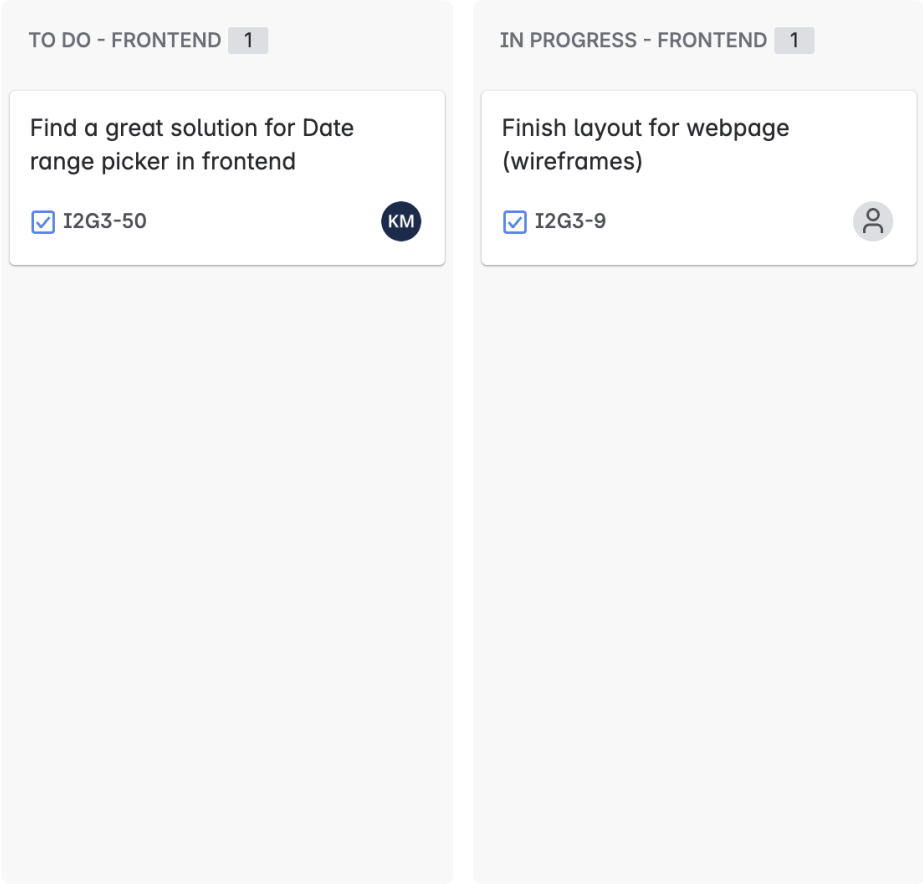 TO DO - FRONTEND 1
Find a great solution for Date
range picker in frontend
I2G3-50 KM
IN PROGRESS - FRONTEND 1
Finish layout for webpage
(wireframes)
I2G3-9